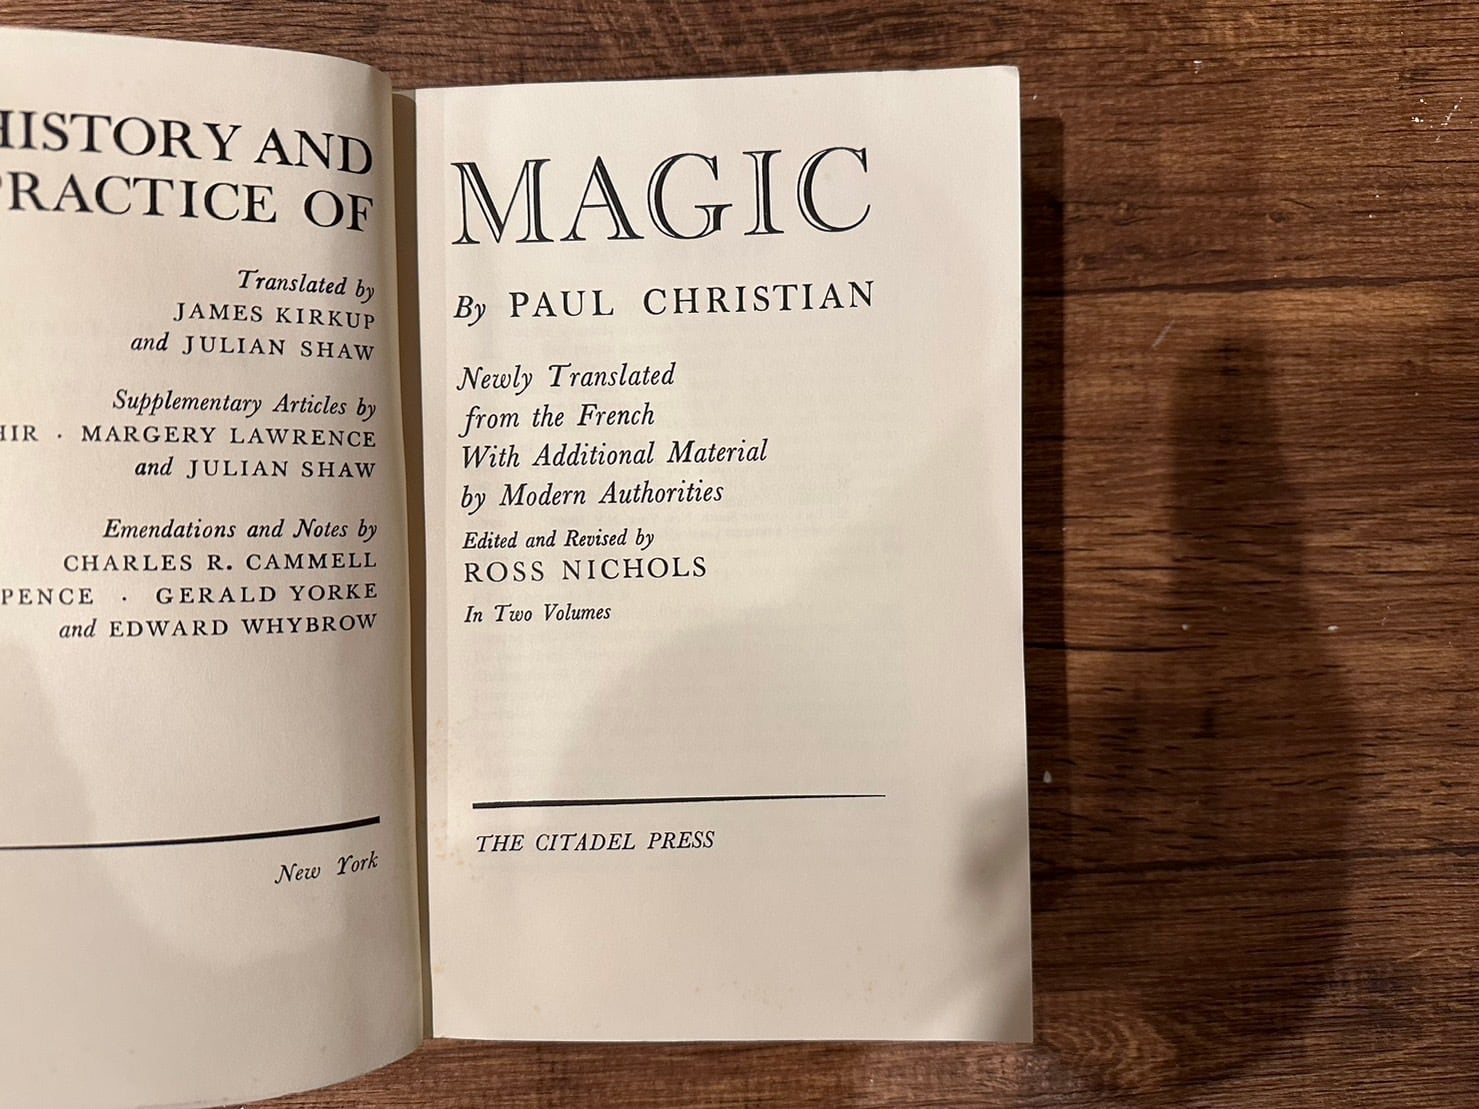 HISTORY AND
PRACTICE OF
Translated by
JAMES KIRKUP
and JULIAN SHAW
Supplementary Articles by
· MARGERY LAWRENCE
and JULIAN SHAW
Emendations and Notes by
CHARLES R. CAMMELL
· GERALD YORKE
and EDWARD WHYBROW
New York
MAGIC
By PAUL CHRISTIAN
Newly Translated
from the French
With Additional Material
by Modern Authorities
Edited and Revised by
ROSS NICHOLS
In Two Volumes
THE CITADEL PRESS